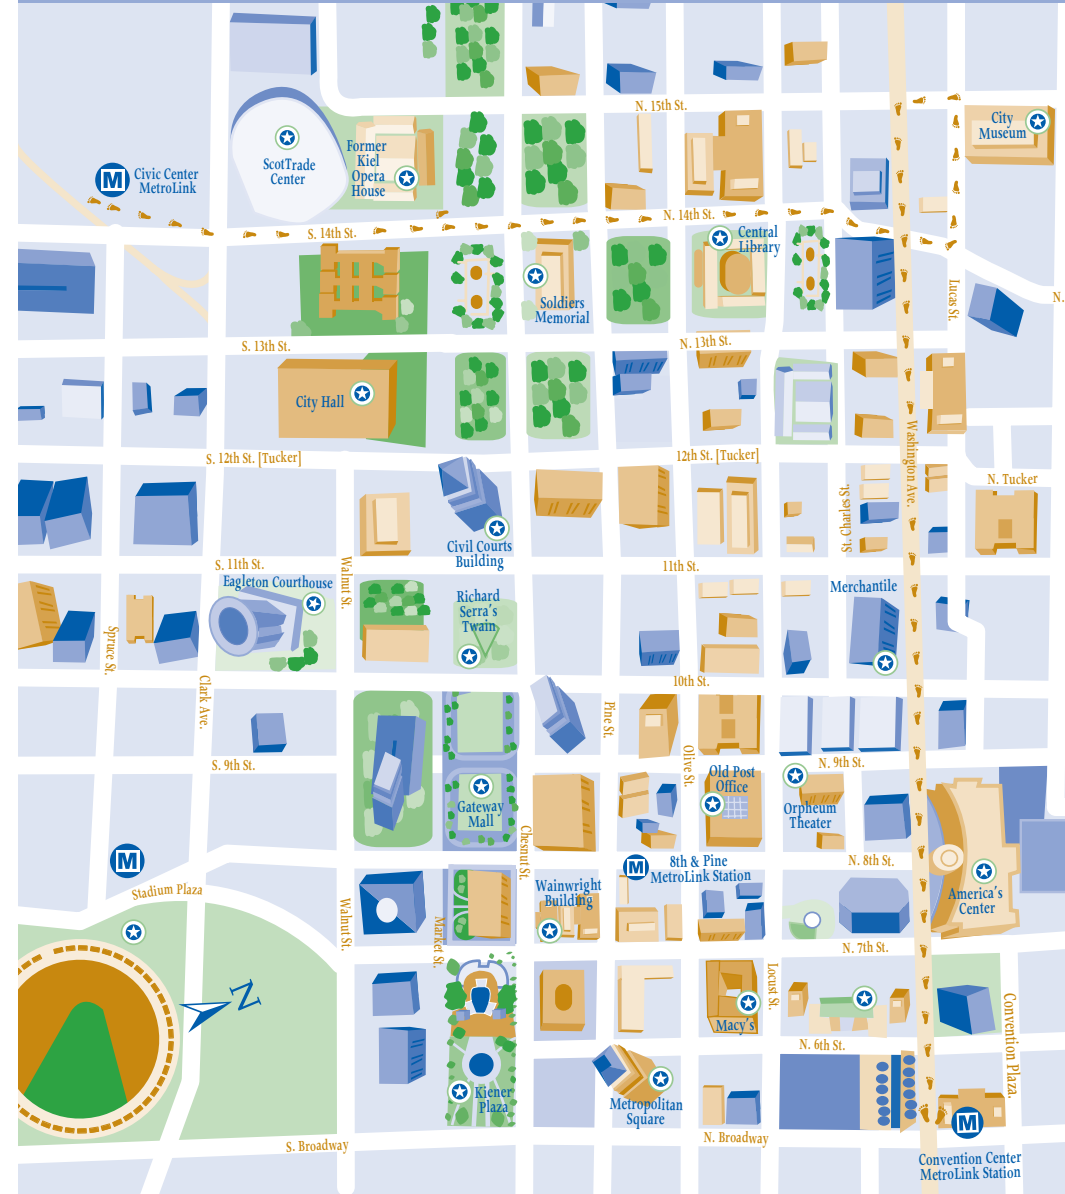 N. 15th St.
City
Museum
Former
Kiel
Opera
House
ScotTrade
Center
M
Civic Center
MetroLink
N. 14th St.
S. 14th St.
Central
Library
Soldiers
Memorial
Lucas St.
N.
N. 13th St.
S. 13th St.
City Hall
Washington Ave.
S. 12th St. [Tucker]
12th St. [Tucker]
N. Tucker
St. Charles St.
Civil Courts
Building
S. 11th St.
11th St.
Walnut St.
Eagleton Courthouse
Merchantile
Richard
Serra's
Twain
Spruce St.
10th St.
Clark Ave.
Pine St.
Olive St.
S. 9th St.
N. 9th St.
Old Post
Office
Gateway
Mall
Orpheum
Theater
Chesnut St.
M
M
8th & Pine
MetroLink Station
N. 8th St.
Stadium Plaza
Wainwright
Building
America's
Center
Walnut St.
Market St.
N. 7th St.
Locust St.
N
Macy's
Convention Plaza.
N. 6th St.
Kiener
Plaza
Metropolitan
Square
M
S. Broadway
N. Broadway
Convention Center
MetroLink Station